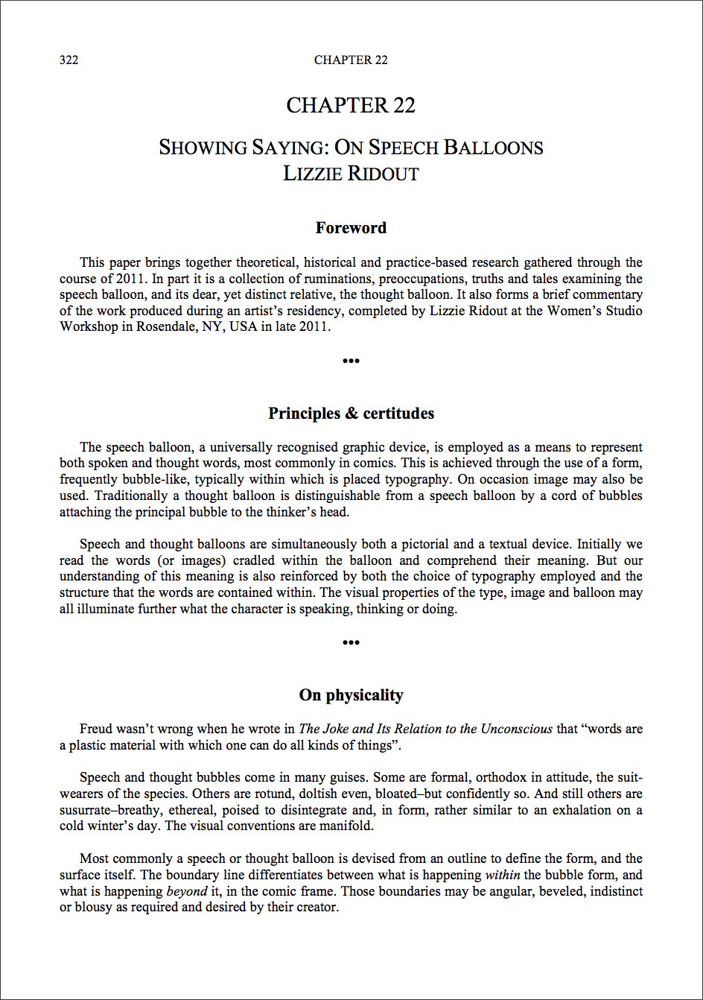 322
CHAPTER 22
CHAPTER 22
SHOWING SAYING: ON SPEECH BALLOONS
LIZZIE RIDOUT
Foreword
This paper brings together theoretical, historical and practice-based research gathered through the
course of 2011. In part it is a collection of ruminations, preoccupations, truths and tales examining the
speech balloon, and its dear, yet distinct relative, the thought balloon. It also forms a brief commentary
of the work produced during an artist’s residency, completed by Lizzie Ridout at the Women’s Studio
Workshop in Rosendale, NY, USA in late 2011.
•••
Principles & certitudes
The speech balloon, a universally recognised graphic device, is employed as a means to represent
both spoken and thought words, most commonly in comics. This is achieved through the use of a form,
frequently bubble-like, typically within which is placed typography. On occasion image may also be
used. Traditionally a thought balloon is distinguishable from a speech balloon by a cord of bubbles
attaching the principal bubble to the thinker’s head.
Speech and thought balloons are simultaneously both a pictorial and a textual device. Initially we
read the words (or images) cradled within the balloon and comprehend their meaning. But our
understanding of this meaning is also reinforced by both the choice of typography employed and the
structure that the words are contained within. The visual properties of the type, image and balloon may
all illuminate further what the character is speaking, thinking or doing.
•••
On physicality
Freud wasn’t wrong when he wrote in The Joke and Its Relation to the Unconscious that “words are
a plastic material with which one can do all kinds of things”.
Speech and thought bubbles come in many guises. Some are formal, orthodox in attitude, the suit-
wearers of the species. Others are rotund, doltish even, bloated–but confidently so. And still others are
susurrate–breathy, ethereal, poised to disintegrate and, in form, rather similar to an exhalation on a
cold winter’s day. The visual conventions are manifold.
Most commonly a speech or thought balloon is devised from an outline to define the form, and the
surface itself. The boundary line differentiates between what is happening within the bubble form, and
what is happening beyond it, in the comic frame. Those boundaries may be angular, beveled, indistinct
or blousy as required and desired by their creator.